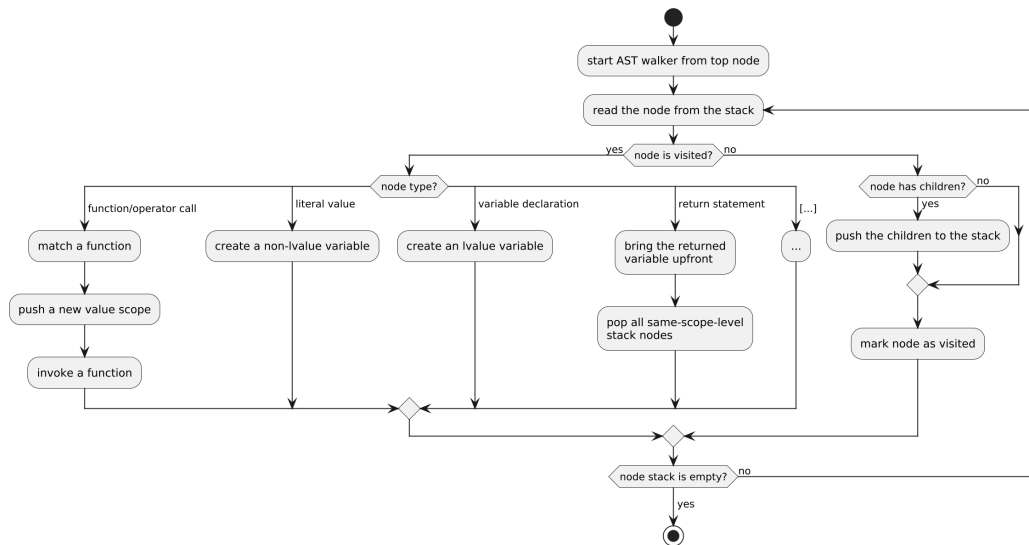 start AST walker from top node
read the node from the stack
yes
node is visited?
no
node type?
node has children?
no
function/operator call
literal value
variable declaration
return statement
[...]
yes
match a function
create a non-lvalue variable
create an lvalue variable
bring the returned
variable upfront
...
push the children to the stack
push a new value scope
pop all same-scope-level
stack nodes
mark node as visited
invoke a function
node stack is empty?
no
yes